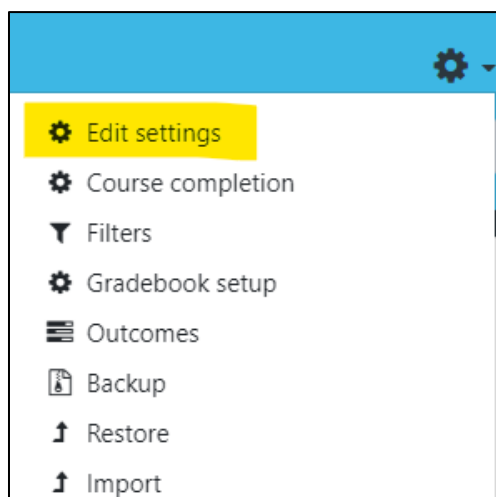 Edit settings
Course completion
Filters
Gradebook setup
Outcomes
Backup
Restore
Import